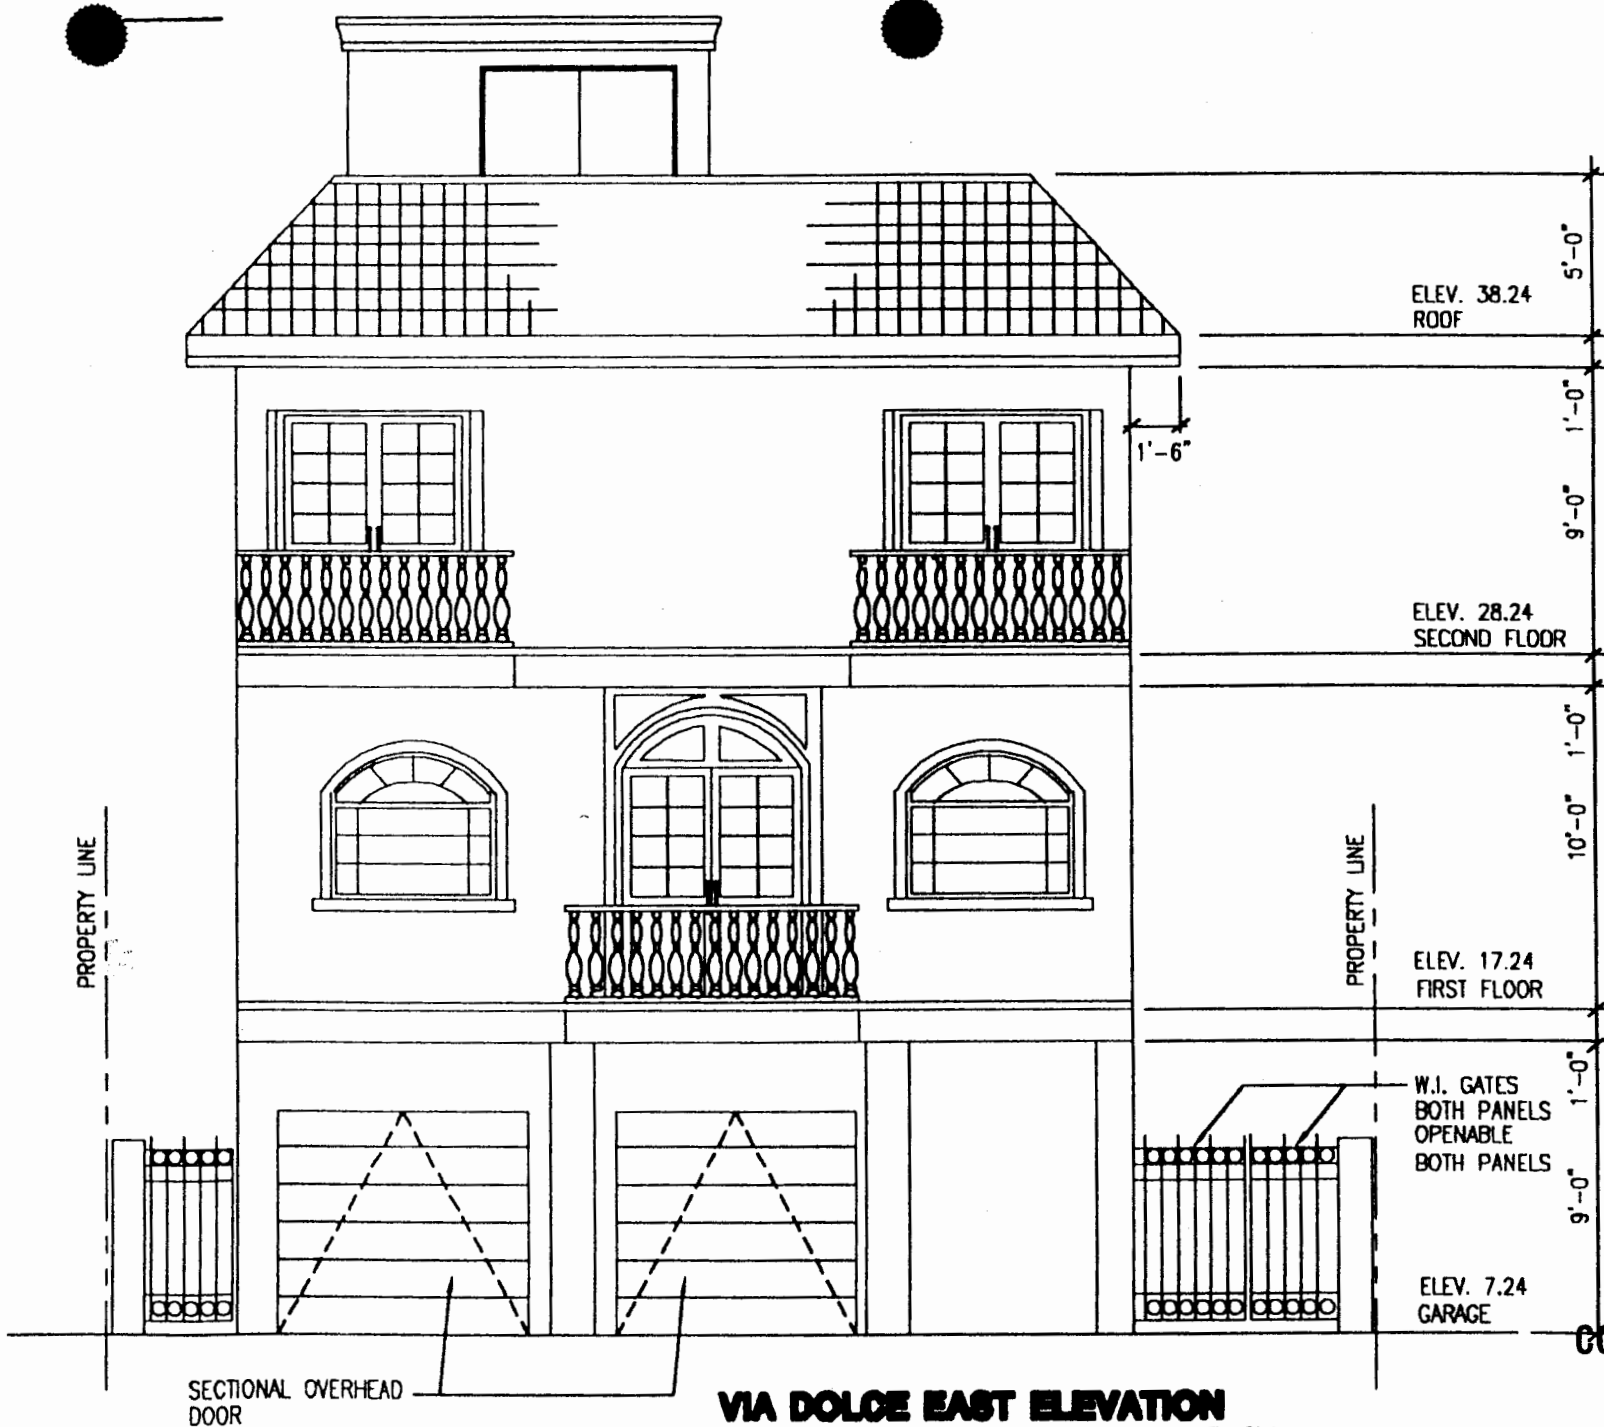 5'-0"
ELEV. 38.24
ROOF
1'-0"
1'-6"
9'-0"
ELEV. 28.24
SECOND FLOOR
1'-0"
10'-0"
PROPERTY LINE
PROPERTY LINE
ELEV. 17.24
FIRST FLOOR
1'-0"
W.I. GATES
BOTH PANELS
OPENABLE
BOTH PANELS
9'-0"
ELEV. 7.24
GARAGE
SECTIONAL OVERHEAD
DOOR
VIA DOLCE EAST ELEVATION